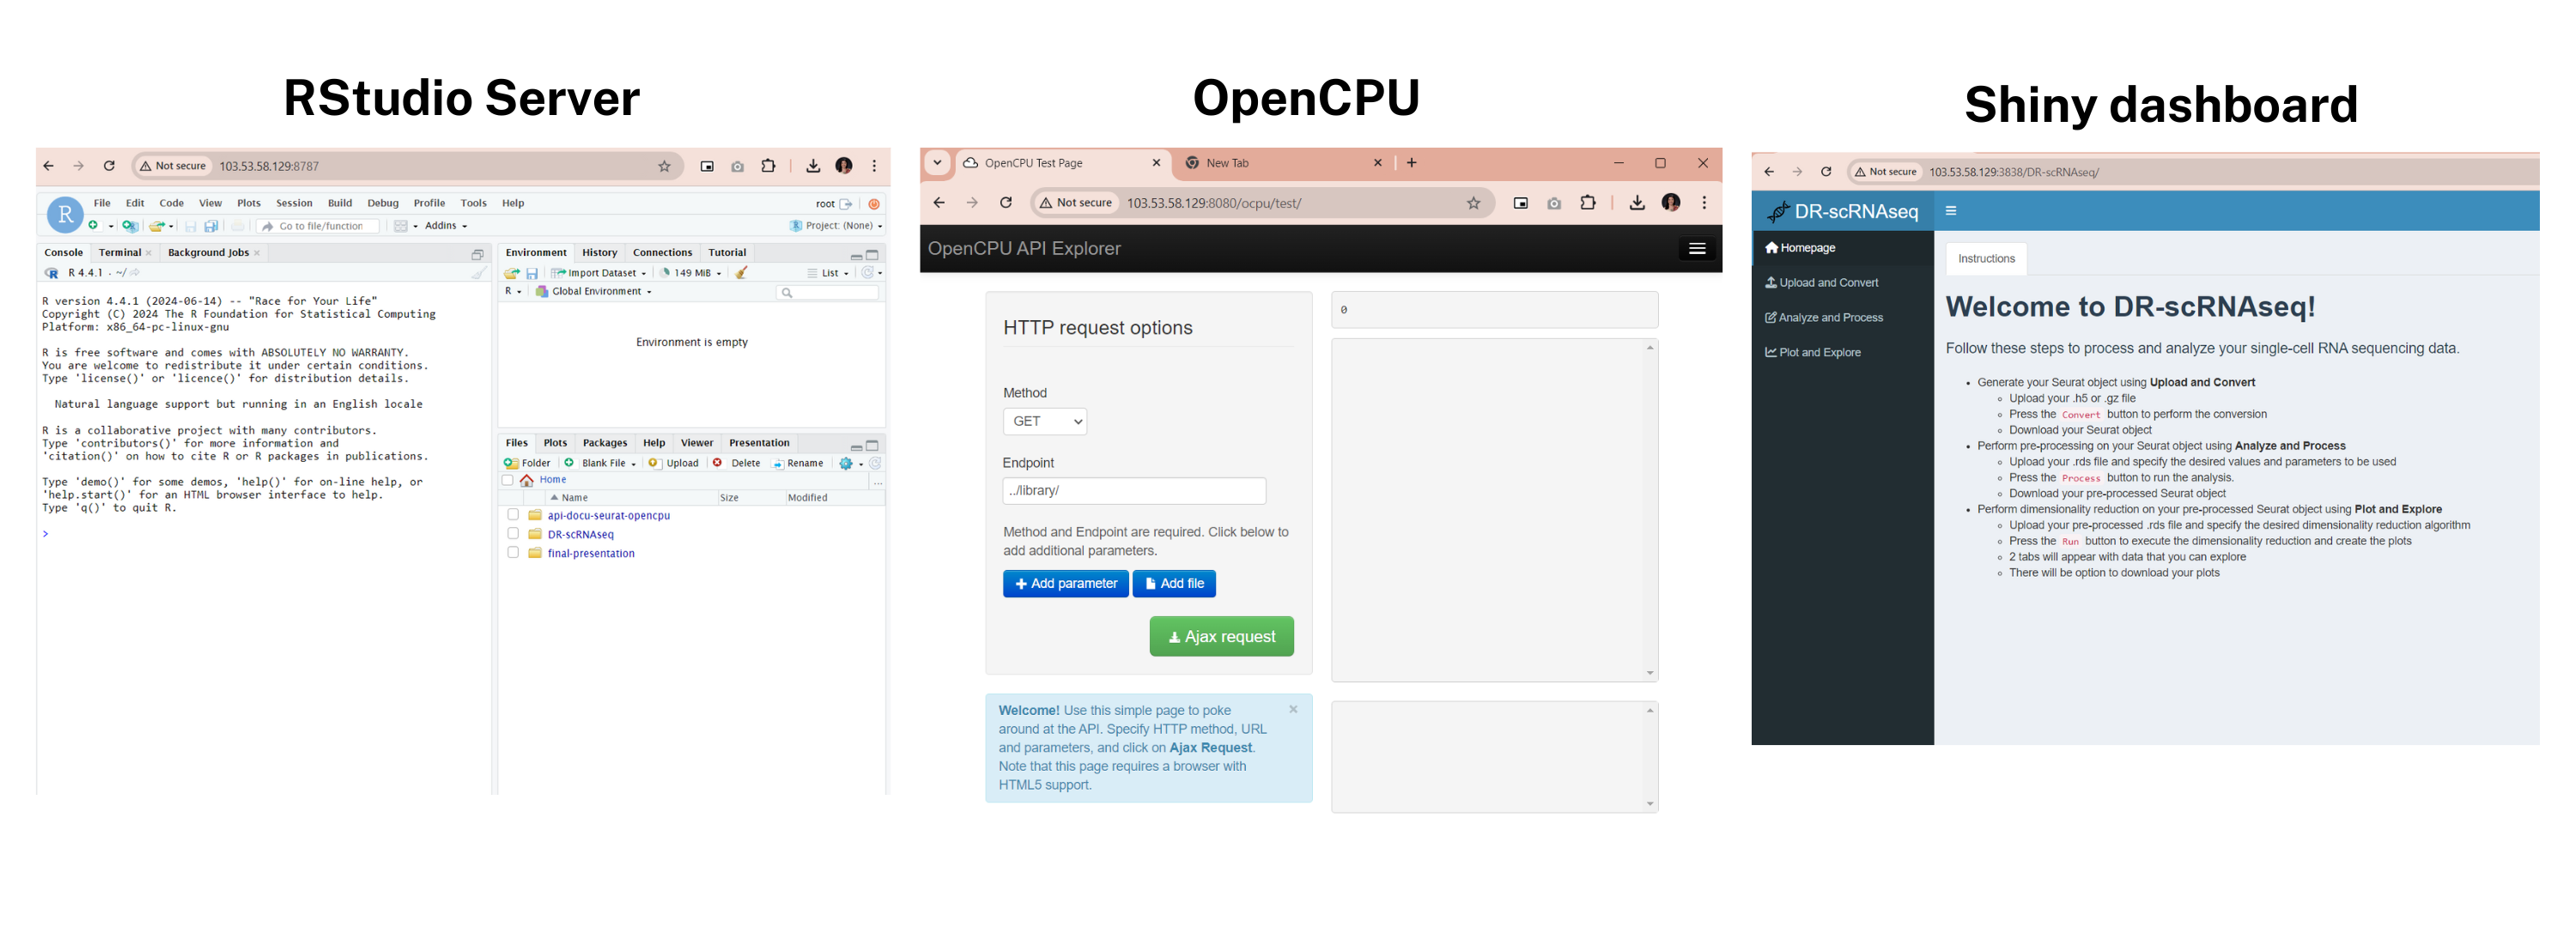 RStudio Server
Not secure 103.53.58.129:8787
File Edit Code View Plots Session Build Debug Profile Tools Help
root
Go to file/function Addins
Project: (None)
Console Terminal Background Jobs
R 4.4.1 · ~/
R version 4.4.1 (2024-06-14) -- "Race for Your Life"
Copyright (C) 2024 The R Foundation for Statistical Computing
Platform: x86_64-pc-linux-gnu
R is free software and comes with ABSOLUTELY NO WARRANTY.
You are welcome to redistribute it under certain conditions.
Type 'license()' or 'licence()' for distribution details.
Natural language support but running in an English locale
R is a collaborative project with many contributors.
Type 'contributors()' for more information and
'citation()' on how to cite R or R packages in publications.
Type 'demo()' for some demos, 'help()' for on-line help, or
'help.start()' for an HTML browser interface to help.
Type 'q()' to quit R.
>
Environment History Connections Tutorial
Import Dataset 149 MiB List
R Global Environment
Environment is empty
Files Plots Packages Help Viewer Presentation
Folder Blank File Upload Delete Rename
Home ...
Name Size Modified
api-docu-seurat-opencpu
DR-scRNAseq
final-presentation
OpenCPU
OpenCPU Test Page New Tab
Not secure 103.53.58.129:8080/ocpu/test/
OpenCPU API Explorer
HTTP request options
Method
GET
Endpoint
../library/
Method and Endpoint are required. Click below to
add additional parameters.
Add parameter Add file
Ajax request
Welcome! Use this simple page to poke
around at the API. Specify HTTP method, URL
and parameters, and click on Ajax Request.
Note that this page requires a browser with
HTML5 support.
0
Shiny dashboard
Not secure 103.53.58.129:3838/DR-scRNAseq/
DR-scRNAseq
Homepage
Upload and Convert
Analyze and Process
Plot and Explore
Instructions
Welcome to DR-scRNAseq!
Follow these steps to process and analyze your single-cell RNA sequencing data.
• Generate your Seurat object using Upload and Convert
◦ Upload your .h5 or .gz file
◦ Press the Convert button to perform the conversion
◦ Download your Seurat object
• Perform pre-processing on your Seurat object using Analyze and Process
◦ Upload your .rds file and specify the desired values and parameters to be used
◦ Press the Process button to run the analysis.
◦ Download your pre-processed Seurat object
• Perform dimensionality reduction on your pre-processed Seurat object using Plot and Explore
◦ Upload your pre-processed .rds file and specify the desired dimensionality reduction algorithm
◦ Press the Run button to execute the dimensionality reduction and create the plots
◦ 2 tabs will appear with data that you can explore
◦ There will be option to download your plots